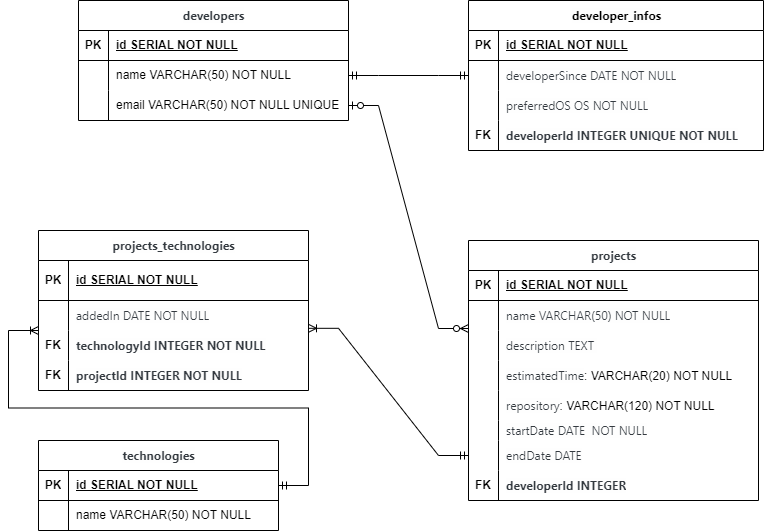 developers
PK id SERIAL NOT NULL
name VARCHAR(50) NOT NULL
email VARCHAR(50) NOT NULL UNIQUE
developer_infos
PK id SERIAL NOT NULL
developerSince DATE NOT NULL
preferredOS OS NOT NULL
FK developerId INTEGER UNIQUE NOT NULL
projects_technologies
PK id SERIAL NOT NULL
addedIn DATE NOT NULL
FK technologyId INTEGER NOT NULL
FK projectId INTEGER NOT NULL
projects
PK id SERIAL NOT NULL
name VARCHAR(50) NOT NULL
description TEXT
estimatedTime: VARCHAR(20) NOT NULL
repository: VARCHAR(120) NOT NULL
startDate DATE  NOT NULL
endDate DATE
FK developerId INTEGER
technologies
PK id SERIAL NOT NULL
name VARCHAR(50) NOT NULL